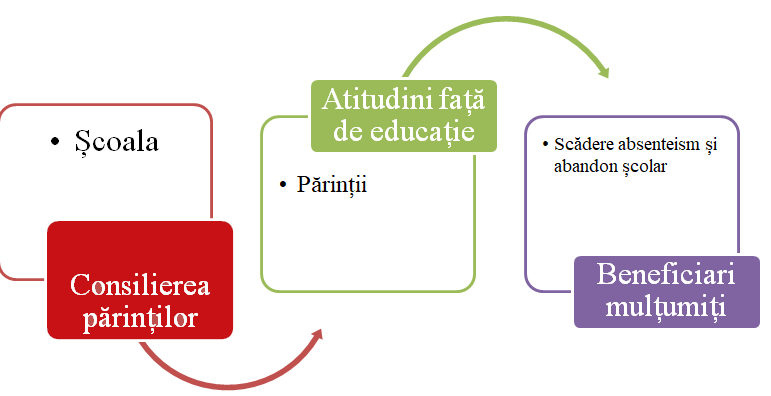 • Școala
Consilierea
părinților
Atitudini față
de educație
• Părinții
• Scădere absenteism și
abandon școlar
Beneficiari
mulțumiți